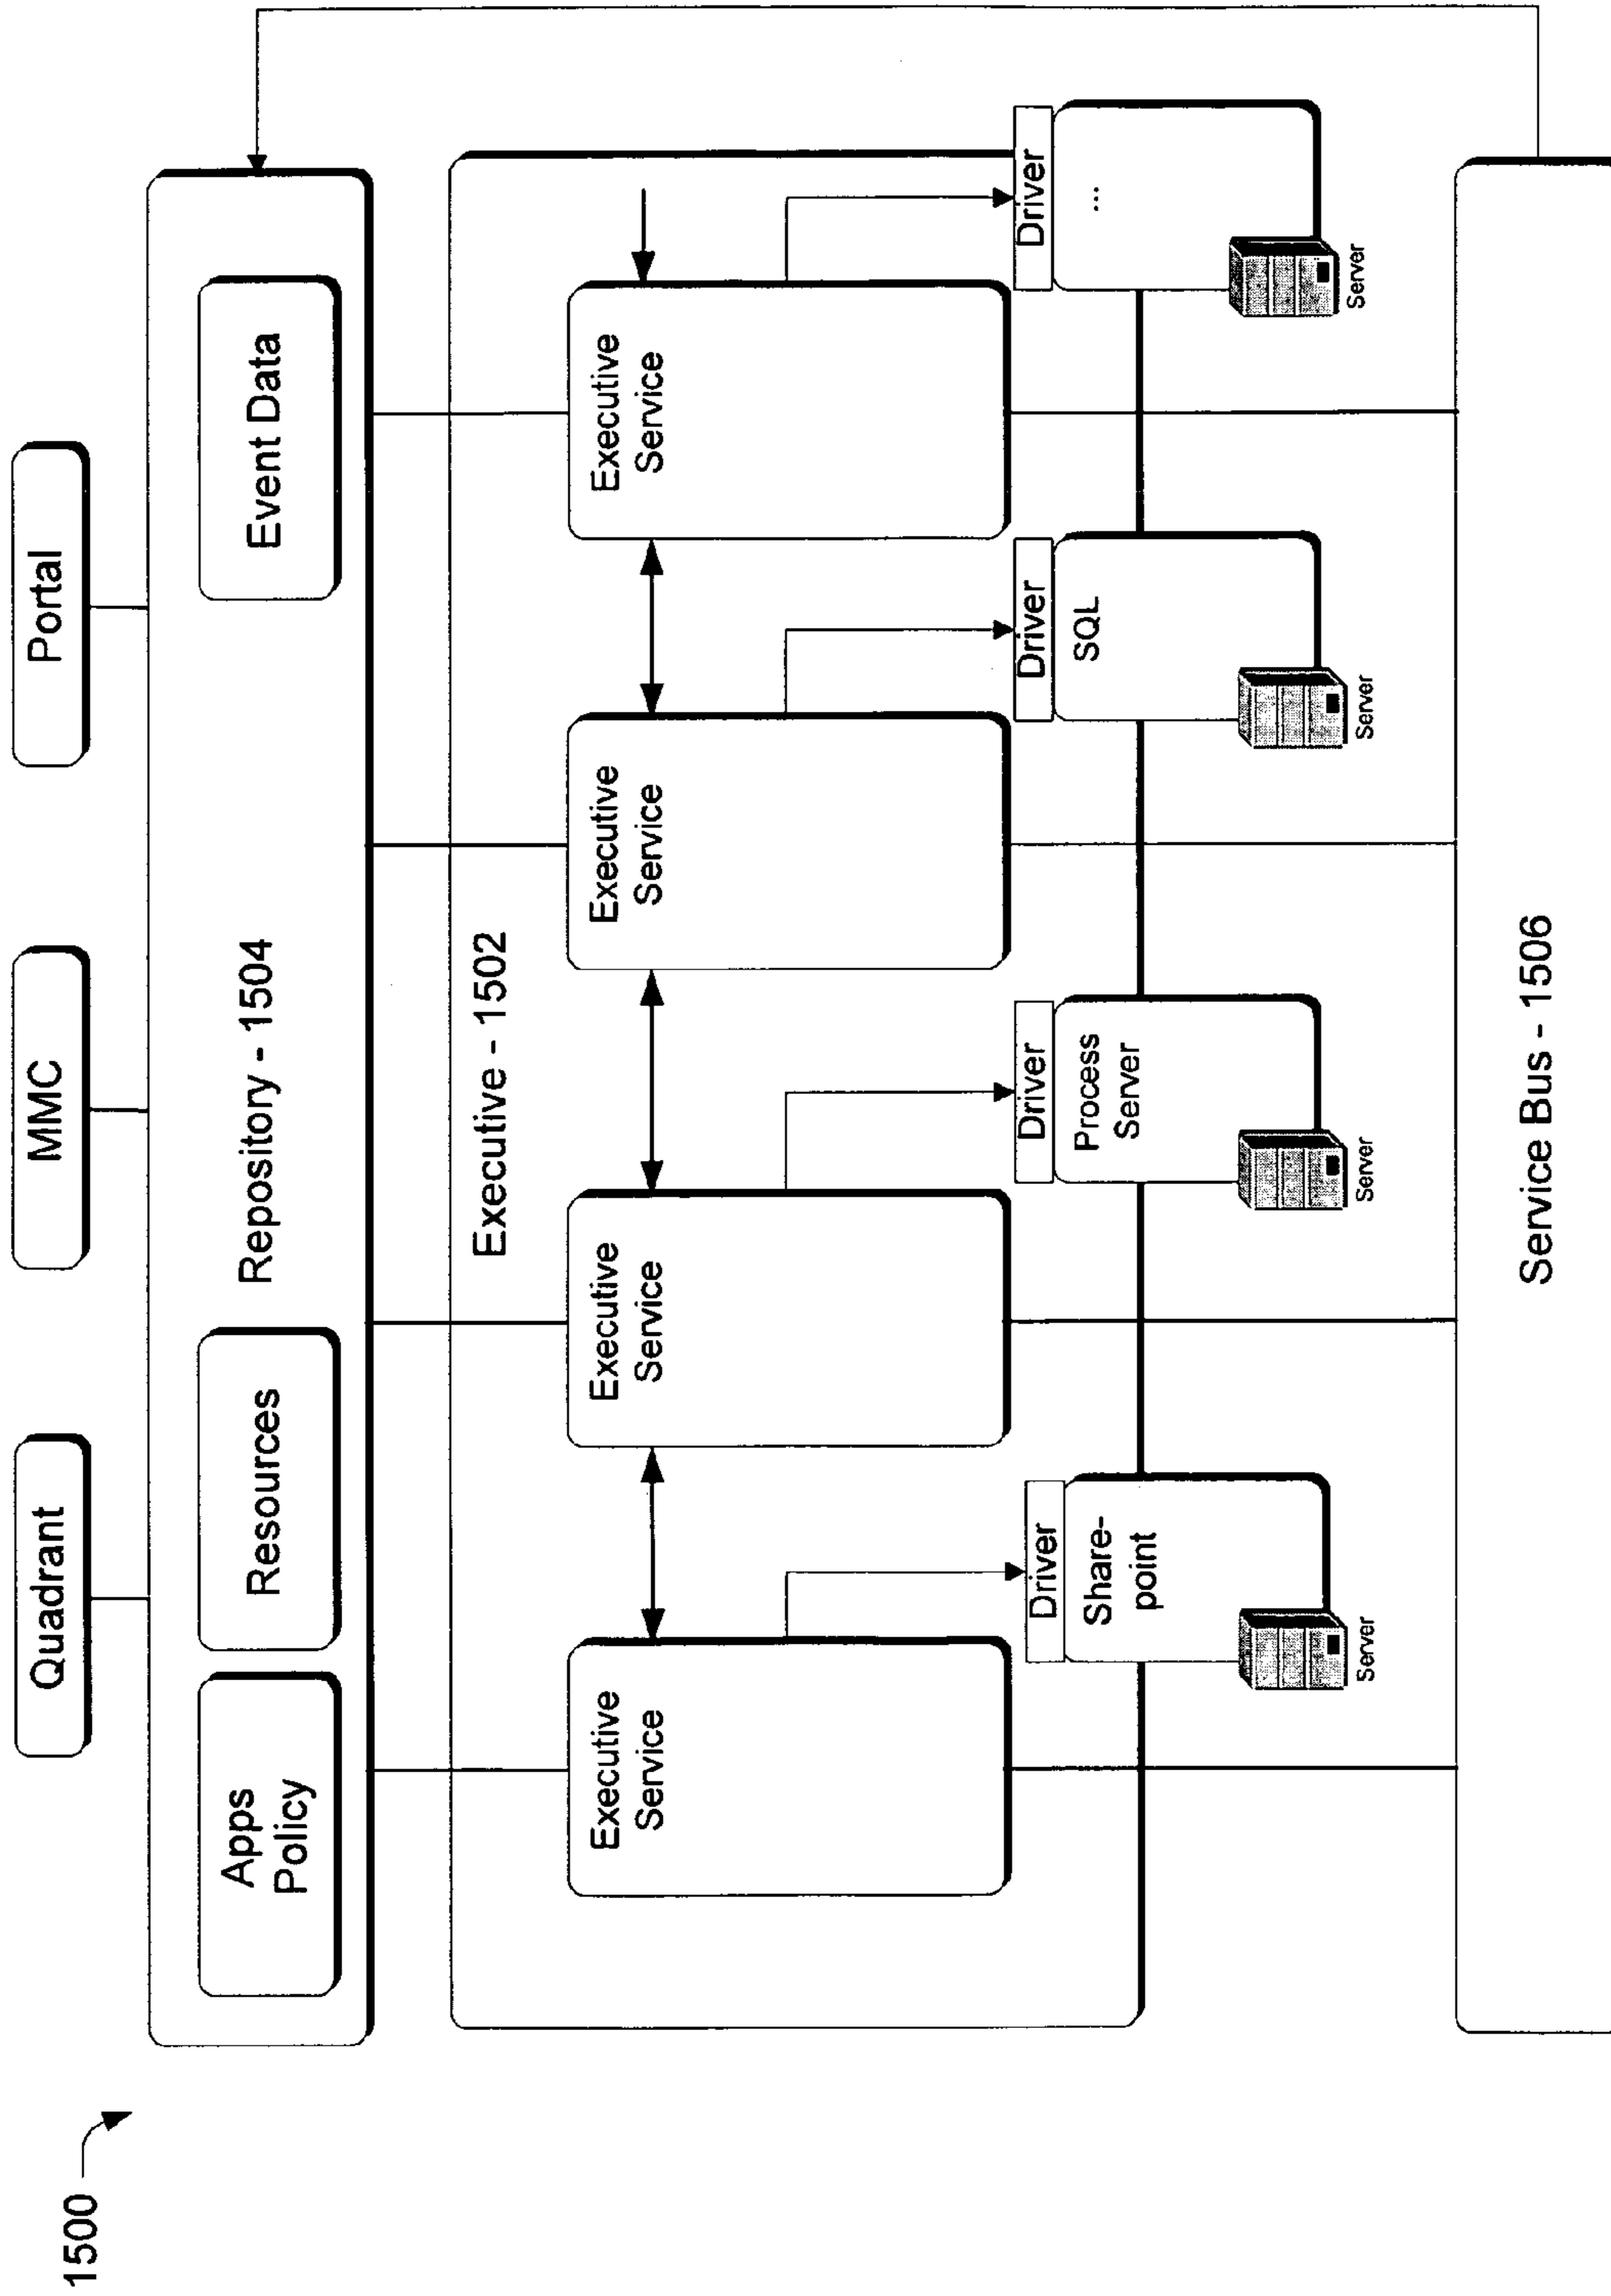 1500
Quadrant
MMC
Portal
Apps
Policy
Resources
Repository - 1504
Event Data
Executive - 1502
Executive
Service
Executive
Service
Executive
Service
Executive
Service
Driver
Share-
point
Server
Driver
Process
Server
Server
Driver
SQL
Server
Driver
...
Server
Service Bus - 1506